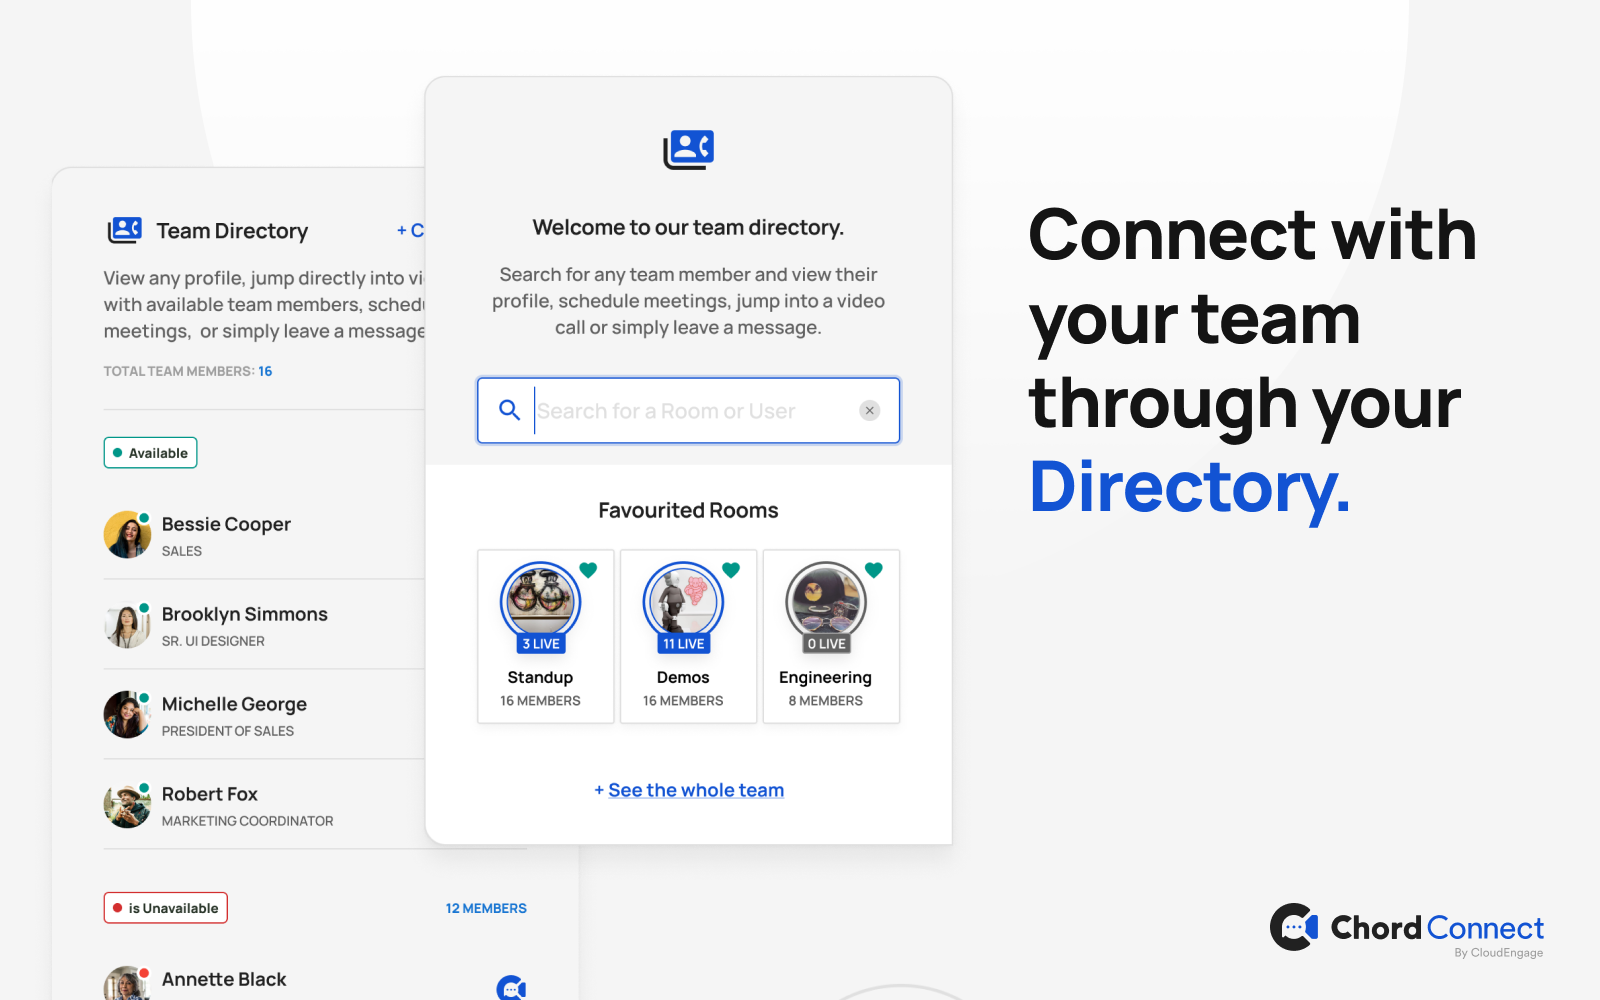 Team Directory
+ C
View any profile, jump directly into vi
with available team members, schedu
meetings, or simply leave a message
TOTAL TEAM MEMBERS: 16
Available
Bessie Cooper
SALES
Brooklyn Simmons
SR. UI DESIGNER
Michelle George
PRESIDENT OF SALES
Robert Fox
MARKETING COORDINATOR
is Unavailable
12 MEMBERS
Annette Black
Welcome to our team directory.
Search for any team member and view their
profile, schedule meetings, jump into a video
call or simply leave a message.
Search for a Room or User
Favourited Rooms
3 LIVE
Standup
16 MEMBERS
11 LIVE
Demos
16 MEMBERS
0 LIVE
Engineering
8 MEMBERS
+ See the whole team
Connect with
your team
through your
Directory.
Chord Connect
By CloudEngage